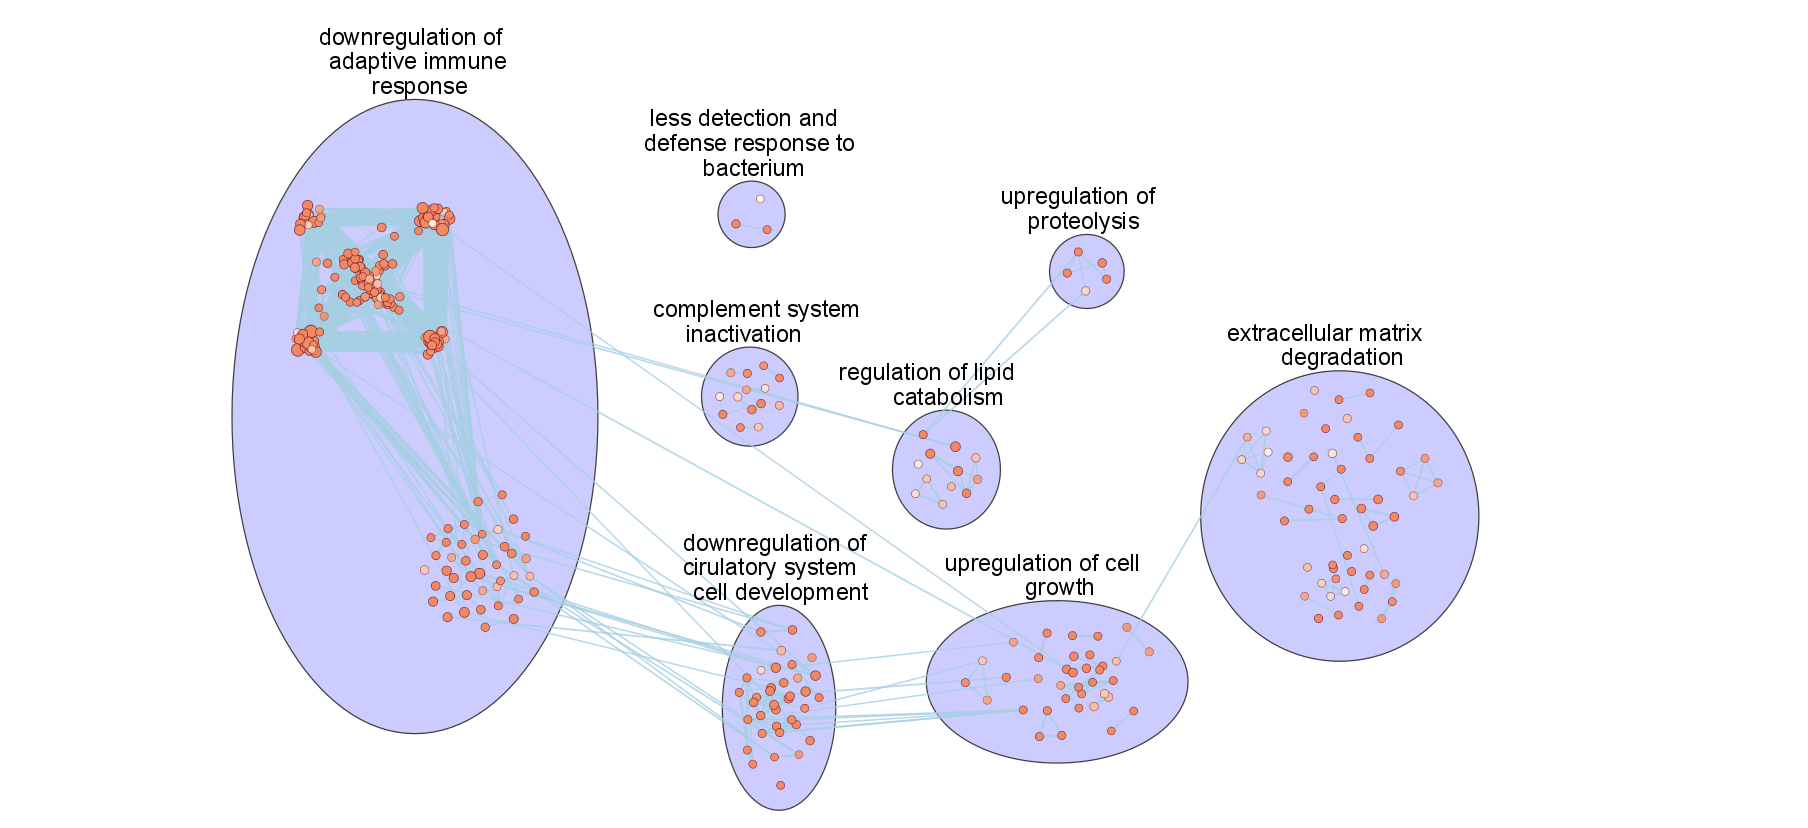 downregulation of
adaptive immune
response
less detection and
defense response to
bacterium
upregulation of
proteolysis
complement system
inactivation
regulation of lipid
catabolism
extracellular matrix
degradation
downregulation of
cirulatory system
cell development
upregulation of cell
growth